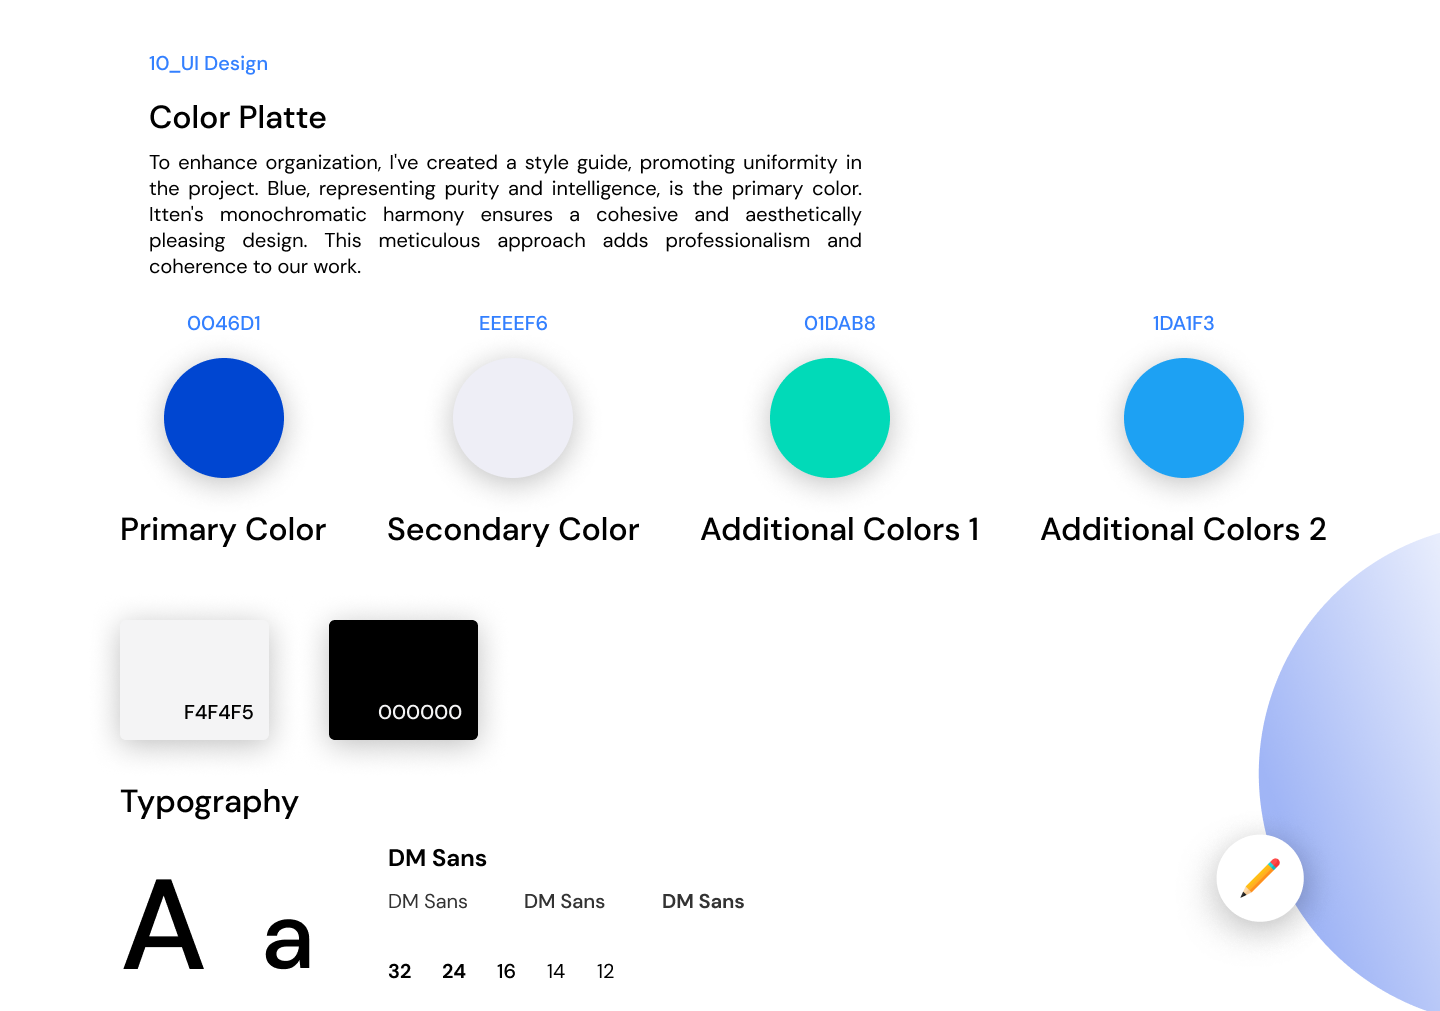 10_UI Design
Color Platte
To enhance organization, I've created a style guide, promoting uniformity in
the project. Blue, representing purity and intelligence, is the primary color.
Itten's monochromatic harmony ensures a cohesive and aesthetically
pleasing design. This meticulous approach adds professionalism and
coherence to our work.
0046D1 EEEEF6 01DAB8 1DA1F3
Primary Color Secondary Color Additional Colors 1 Additional Colors 2
F4F4F5 000000
Typography
A a
DM Sans
DM Sans DM Sans DM Sans
32 24 16 14 12